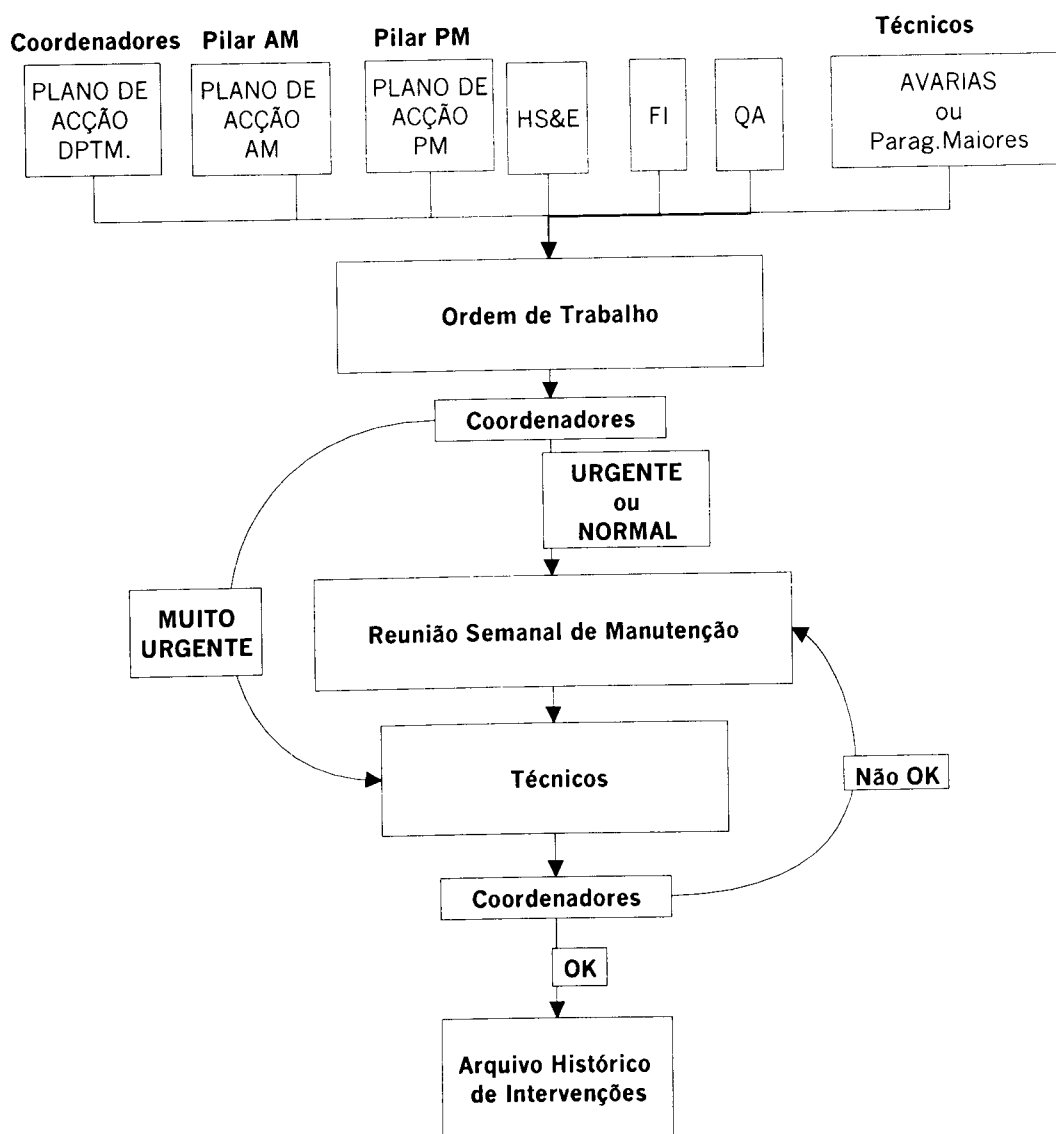 Coordenadores
Pilar AM
Pilar PM
Técnicos
PLANO DE
ACÇÃO
DPTM.
PLANO DE
ACÇÃO
AM
PLANO DE
ACÇÃO
PM
HS&E
FI
QA
AVARIAS
ou
Parag.Maiores
Ordem de Trabalho
Coordenadores
URGENTE
ou
NORMAL
MUITO
URGENTE
Reunião Semanal de Manutenção
Técnicos
Não OK
Coordenadores
OK
Arquivo Histórico
de Intervenções